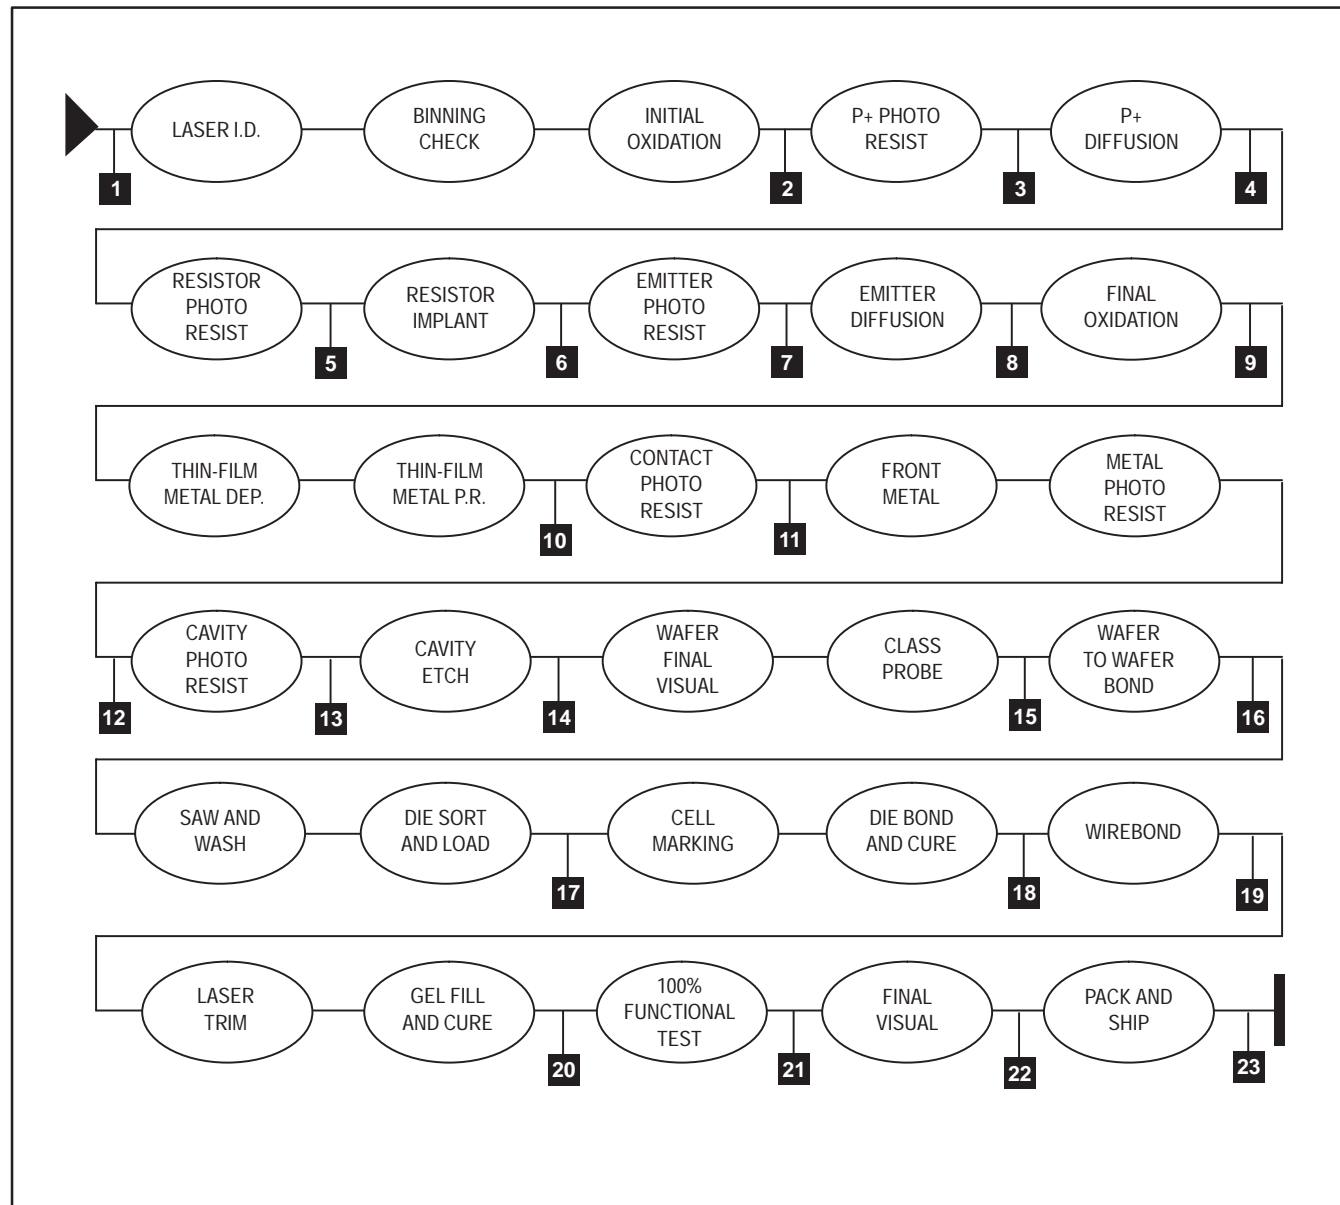 LASER I.D.
BINNING
CHECK
INITIAL
OXIDATION
P+ PHOTO
RESIST
P+
DIFFUSION
1
2
3
4
RESISTOR
PHOTO
RESIST
RESISTOR
IMPLANT
EMITTER
PHOTO
RESIST
EMITTER
DIFFUSION
FINAL
OXIDATION
5
6
7
8
9
THIN-FILM
METAL DEP.
THIN-FILM
METAL P.R.
CONTACT
PHOTO
RESIST
FRONT
METAL
METAL
PHOTO
RESIST
10
11
CAVITY
PHOTO
RESIST
CAVITY
ETCH
WAFER
FINAL
VISUAL
CLASS
PROBE
WAFER
TO WAFER
BOND
12
13
14
15
16
SAW AND
WASH
DIE SORT
AND LOAD
CELL
MARKING
DIE BOND
AND CURE
WIREBOND
17
18
19
LASER
TRIM
GEL FILL
AND CURE
100%
FUNCTIONAL
TEST
FINAL
VISUAL
PACK AND
SHIP
20
21
22
23